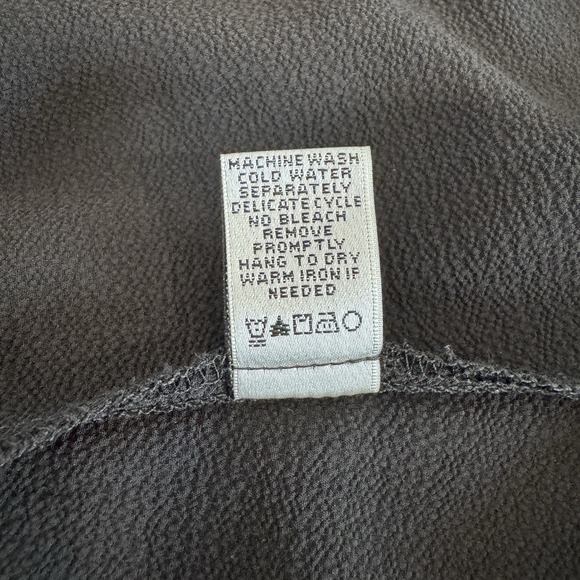 MACHINE WASH
COLD WATER
SEPARATELY
DELICATE CYCLE
NO BLEACH
REMOVE
PROMPTLY
HANG TO DRY
WARM IRON IF
NEEDED